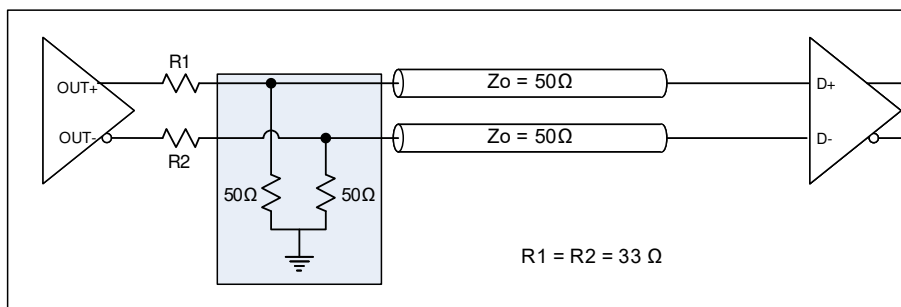 R1
OUT+
Zo = 50Ω
D+
OUT-
Zo = 50Ω
D-
R2
50Ω
50Ω
R1 = R2 = 33 Ω